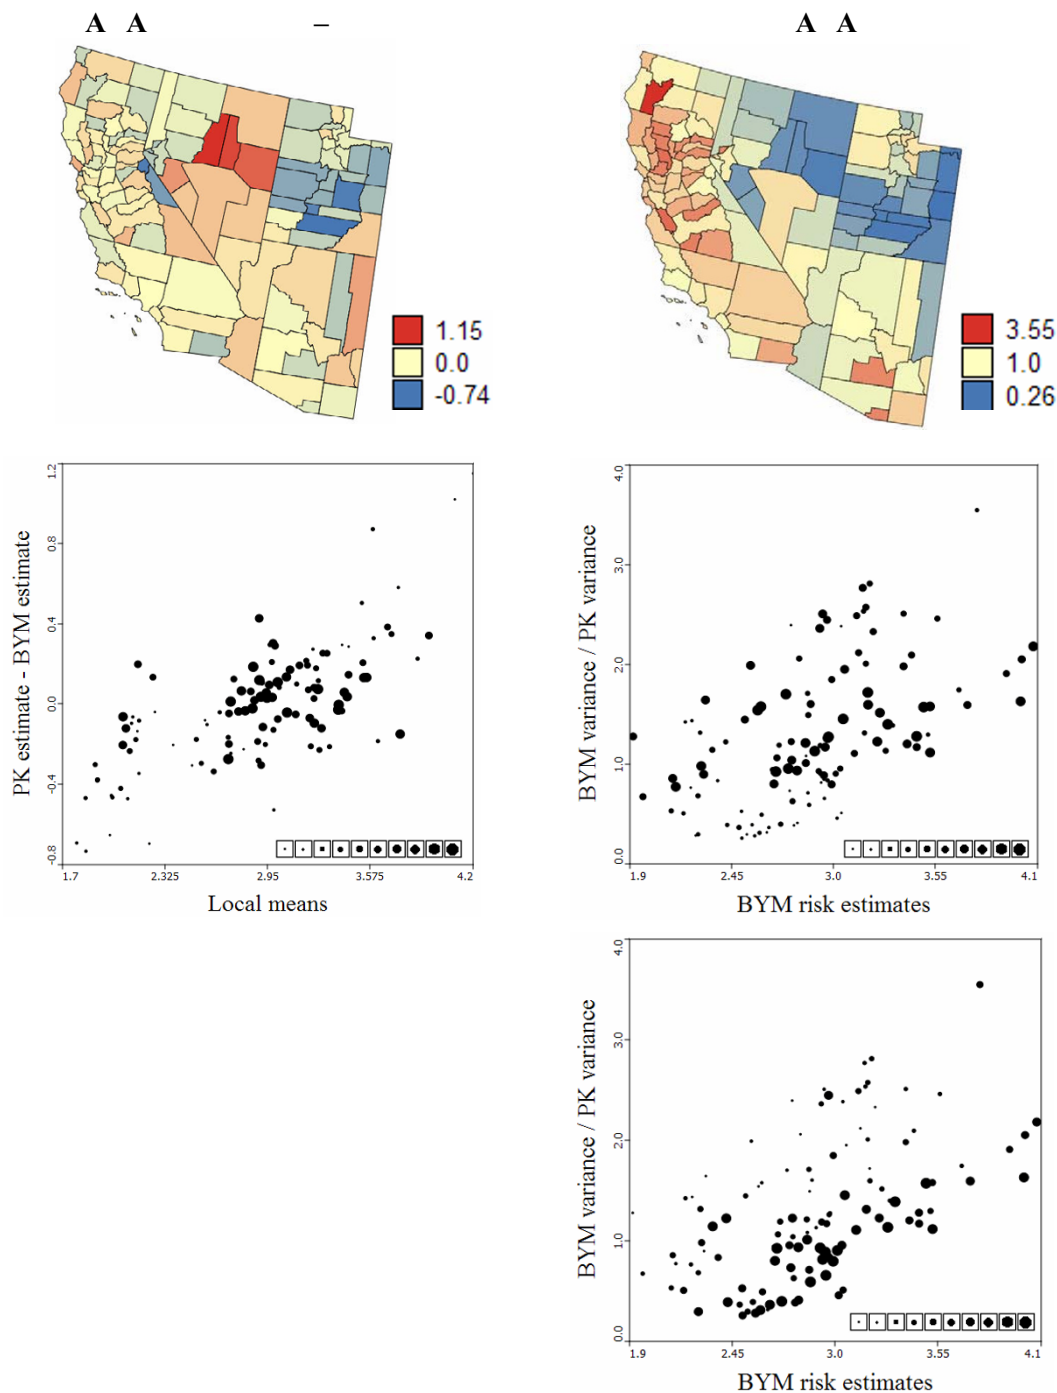 A A –
A A
1.15
0.0
-0.74
3.55
1.0
0.26
PK estimate - BYM estimate
1.2
0.8
0.4
0.0
-0.4
-0.8
1.7 2.325 2.95 3.575 4.2
Local means
BYM variance / PK variance
4.0
3.0
2.0
1.0
0.0
1.9 2.45 3.0 3.55 4.1
BYM risk estimates
BYM variance / PK variance
4.0
3.0
2.0
1.0
0.0
1.9 2.45 3.0 3.55 4.1
BYM risk estimates